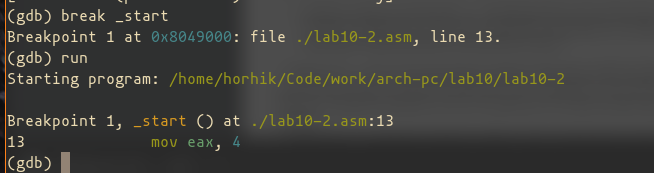 (gdb) break _start
Breakpoint 1 at 0x8049000: file ./lab10-2.asm, line 13.
(gdb) run
Starting program: /home/horhik/Code/work/arch-pc/lab10/lab10-2

Breakpoint 1, _start () at ./lab10-2.asm:13
13              mov eax, 4
(gdb)